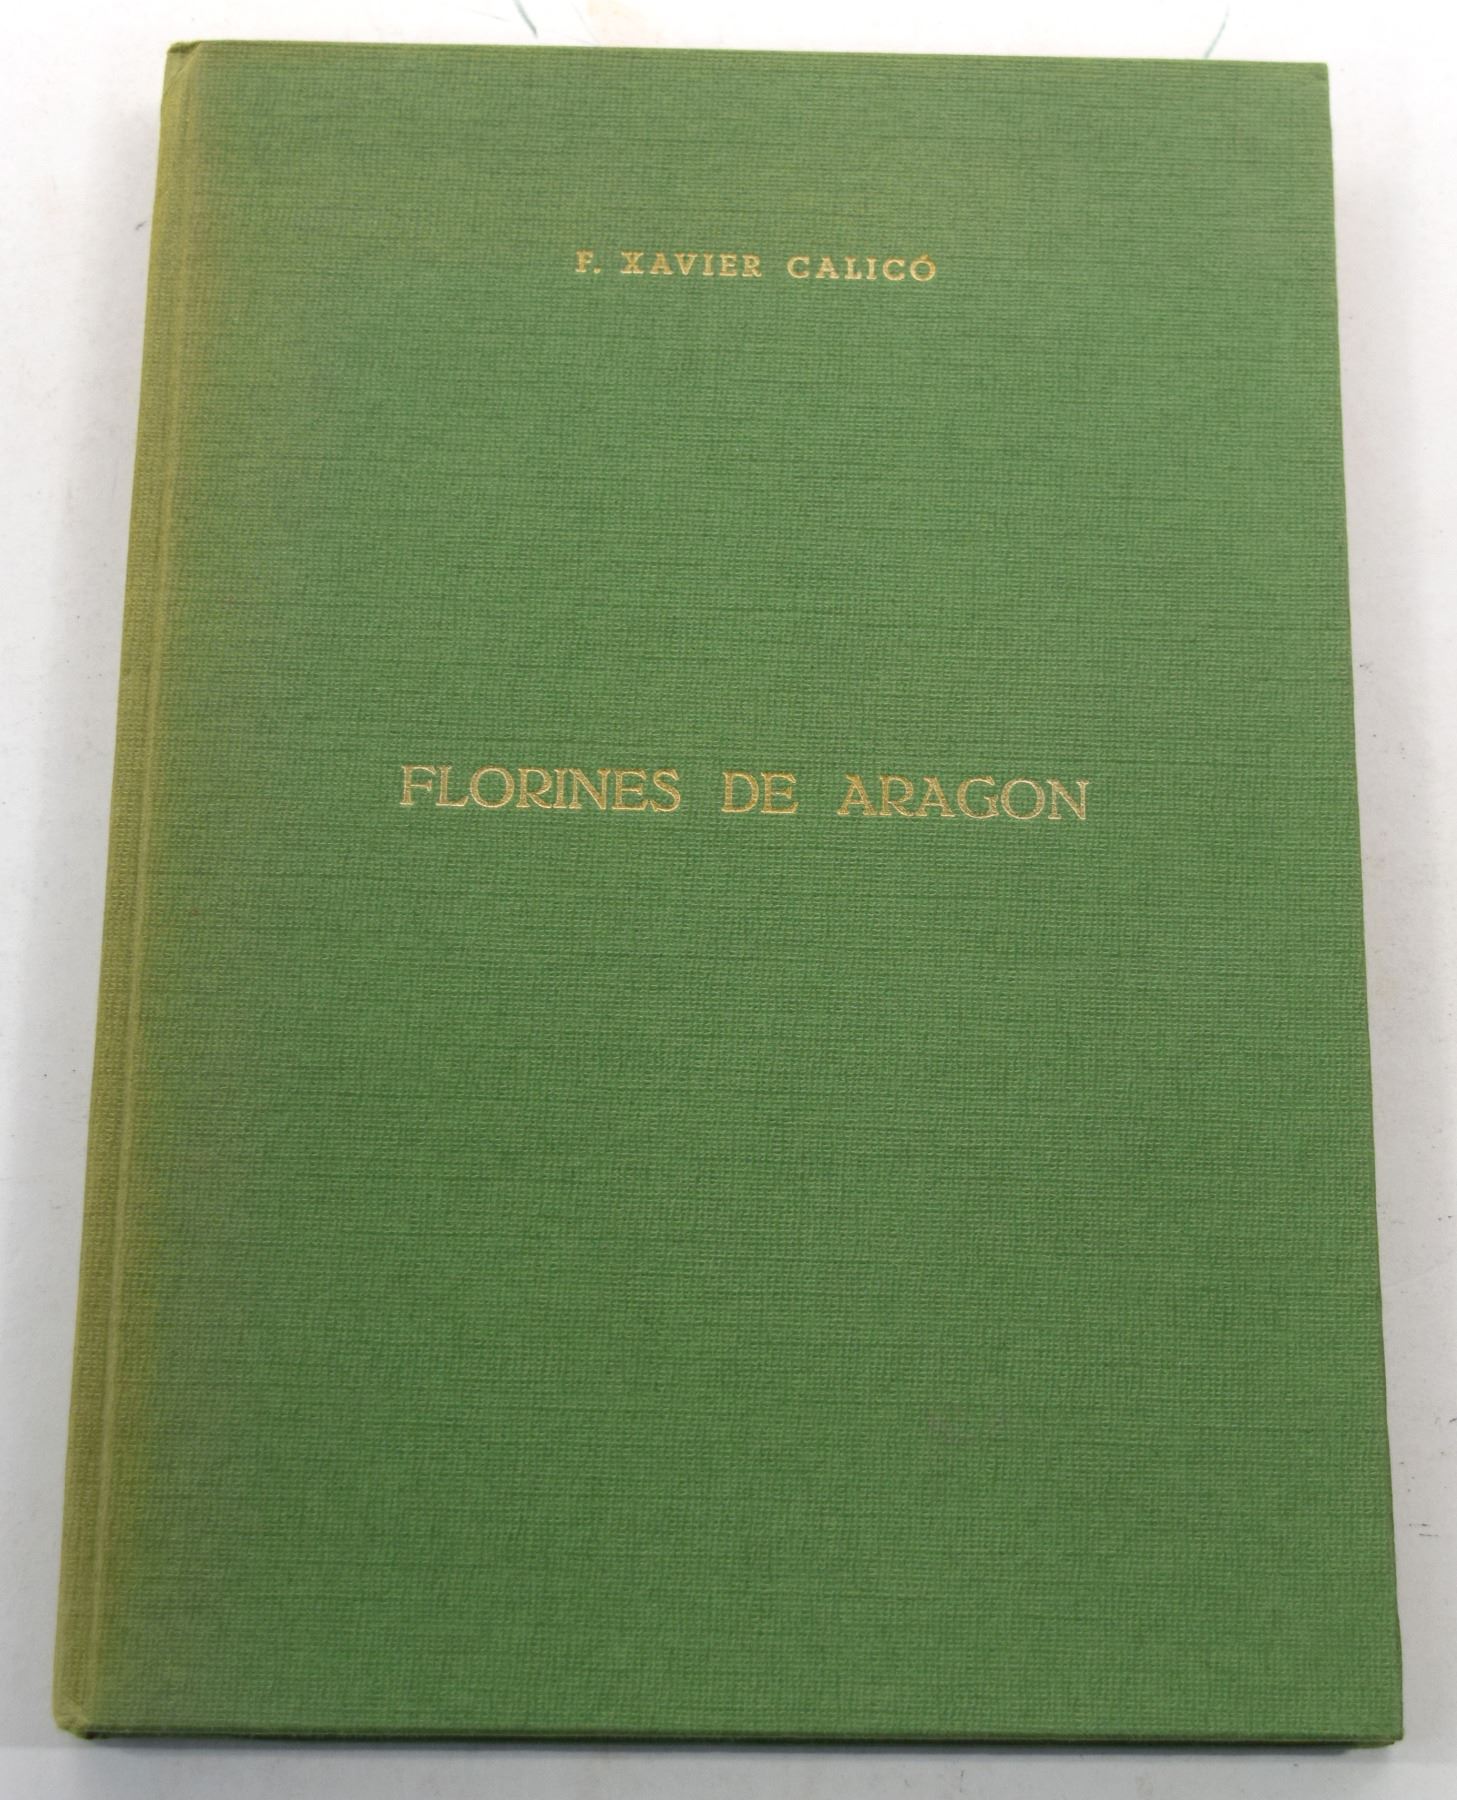 F. XAVIER CALICÓ
FLORINES DE ARAGON